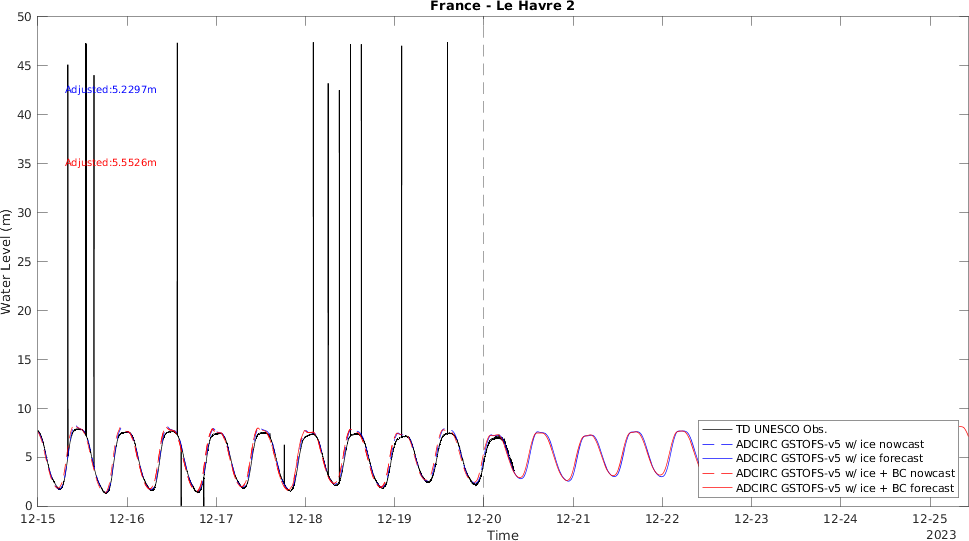 France - Le Havre 2
50
45
40
35
30
25
20
15
10
5
0
Water Level (m)
Adjusted:5.2297m
Adjusted:5.5526m
TD UNESCO Obs.
ADCIRC GSTOFS-v5 w/ ice nowcast
ADCIRC GSTOFS-v5 w/ ice forecast
ADCIRC GSTOFS-v5 w/ ice + BC nowcast
ADCIRC GSTOFS-v5 w/ ice + BC forecast
12-15 12-16 12-17 12-18 12-19 12-20 12-21 12-22 12-23 12-24 12-25
Time
2023